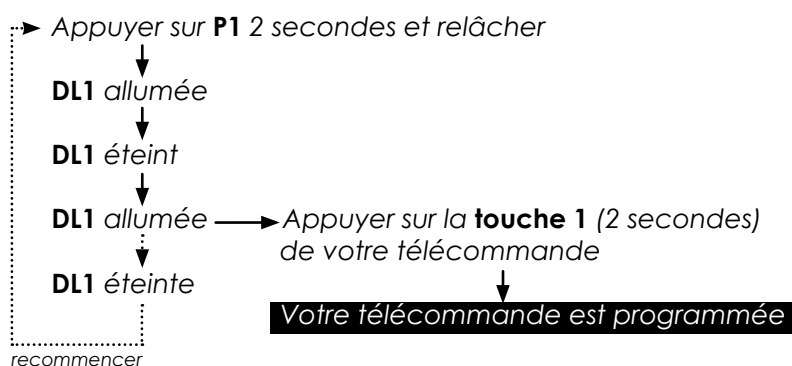 Appuyer sur P1 2 secondes et relâcher
DL1 allumée
DL1 éteint
DL1 allumée
Appuyer sur la touche 1 (2 secondes)
de votre télécommande
DL1 éteinte
Votre télécommande est programmée
recommencer